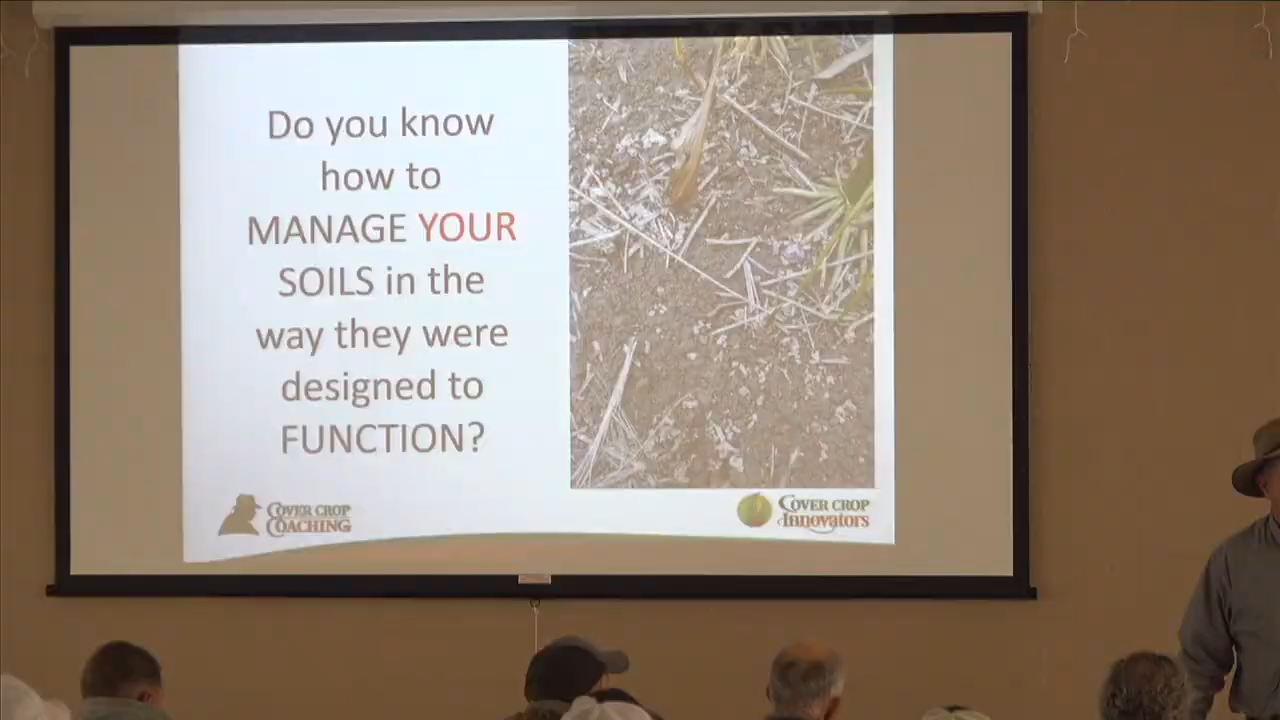 Do you know
how to
MANAGE YOUR
SOILS in the
way they were
designed to
FUNCTION?
COVER CROP
COACHING
COVER CROP
Innovators